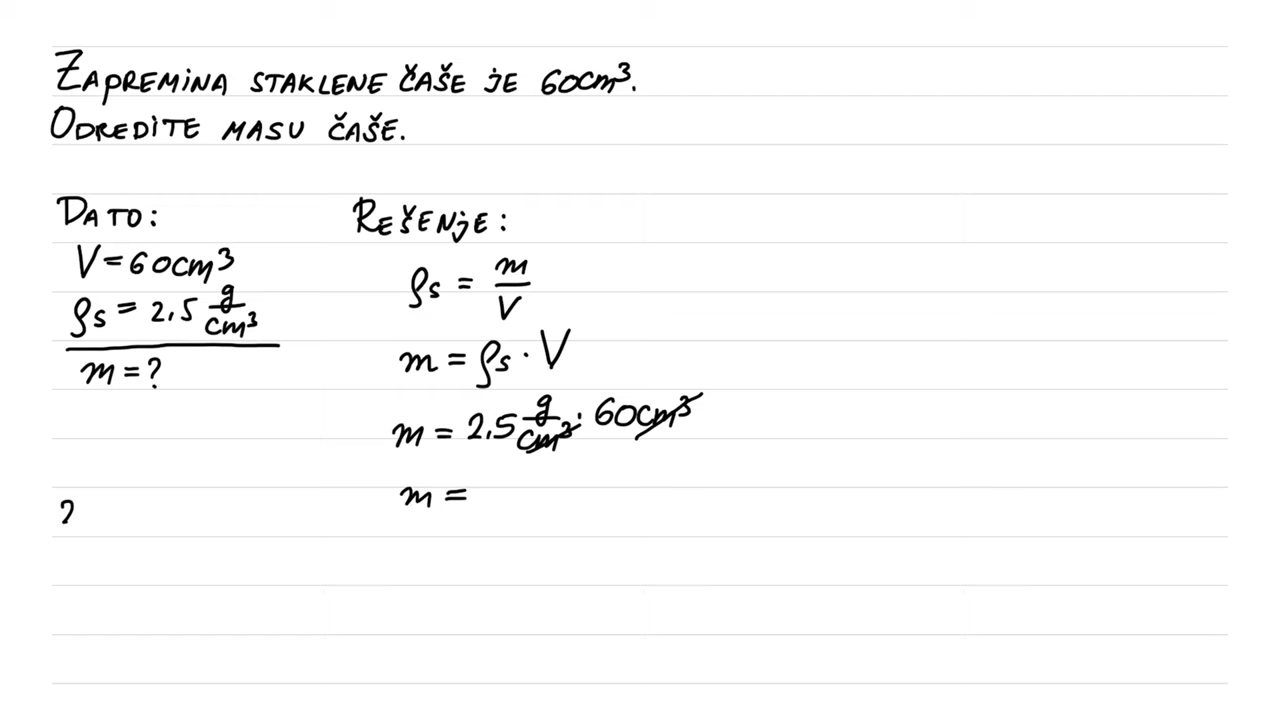 Zapremina staklene čaše je 60cm³.
Odredite masu čaše.
Dato:
V=60cm³
ρs = 2.5 g/cm³
m=?
Rešenje:
ρs = m/V
m = ρs · V
m = 2.5 g/cm³ · 60cm³
m =
2